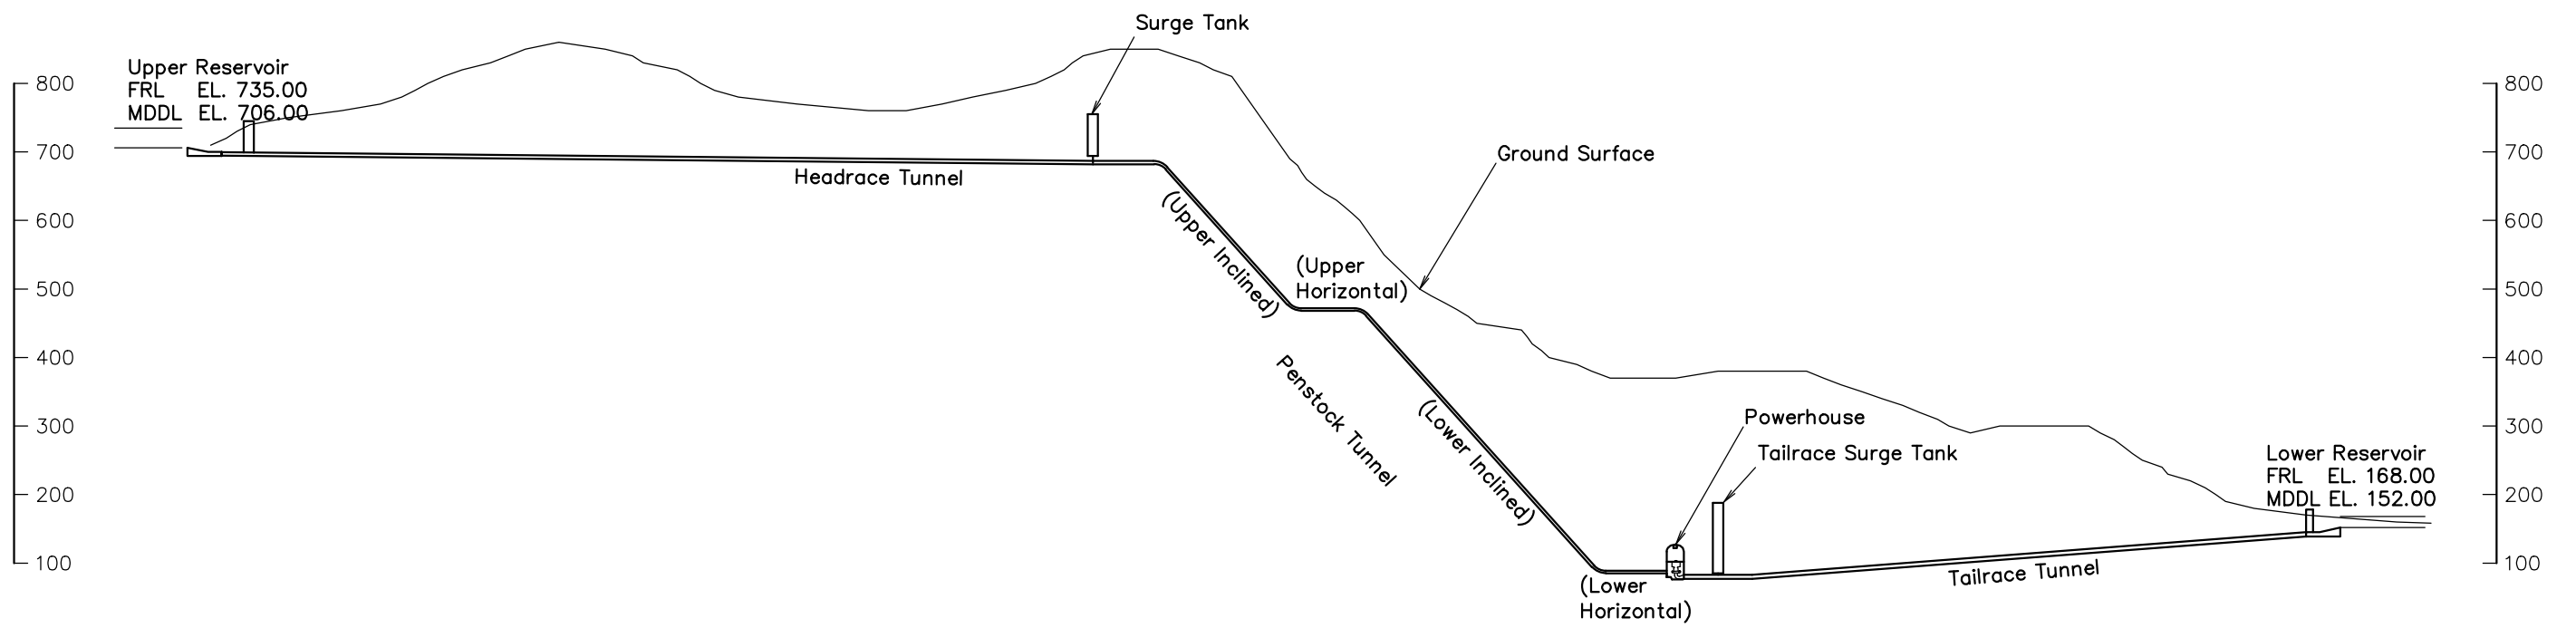 Surge Tank
Upper Reservoir
FRL EL. 735.00
MDDL EL. 706.00
800
700
600
500
400
300
200
100
Headrace Tunnel
(Upper Inclined)
(Upper
Horizontal)
Ground Surface
Penstock Tunnel
(Lower Inclined)
Powerhouse
Tailrace Surge Tank
(Lower
Horizontal)
Tailrace Tunnel
Lower Reservoir
FRL EL. 168.00
MDDL EL. 152.00
800
700
600
500
400
300
200
100